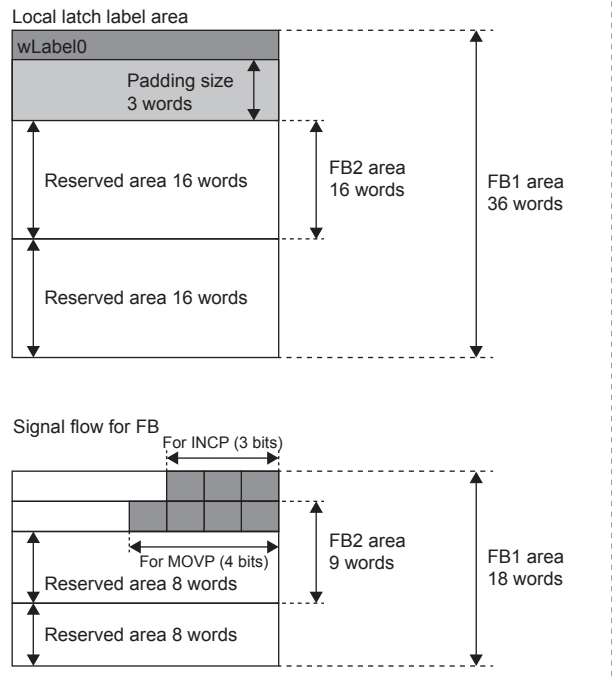 Local latch label area
wLabel0
Padding size
3 words
Reserved area 16 words
FB2 area
16 words
FB1 area
36 words
Reserved area 16 words
Signal flow for FB
For INCP (3 bits)
For MOVP (4 bits)
Reserved area 8 words
FB2 area
9 words
FB1 area
18 words
Reserved area 8 words